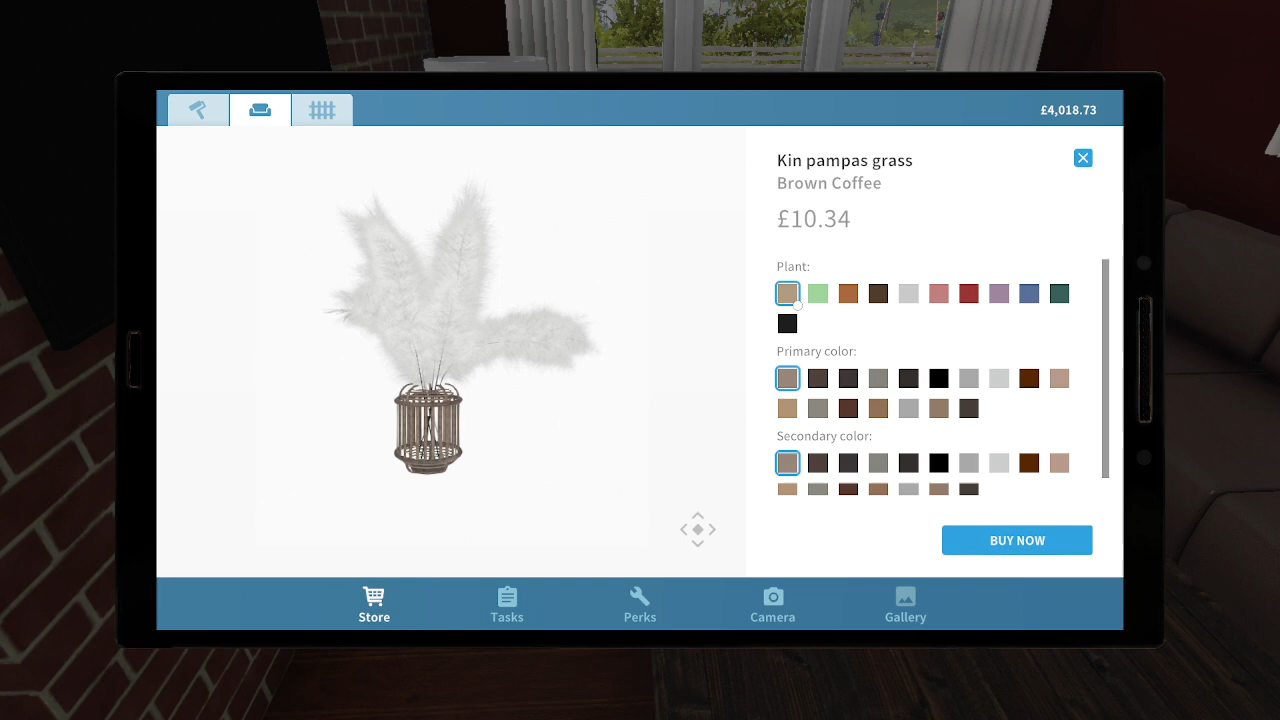 £4,018.73
Kin pampas grass
Brown Coffee
£10.34
Plant:
Primary color:
Secondary color:
BUY NOW
Store
Tasks
Perks
Camera
Gallery